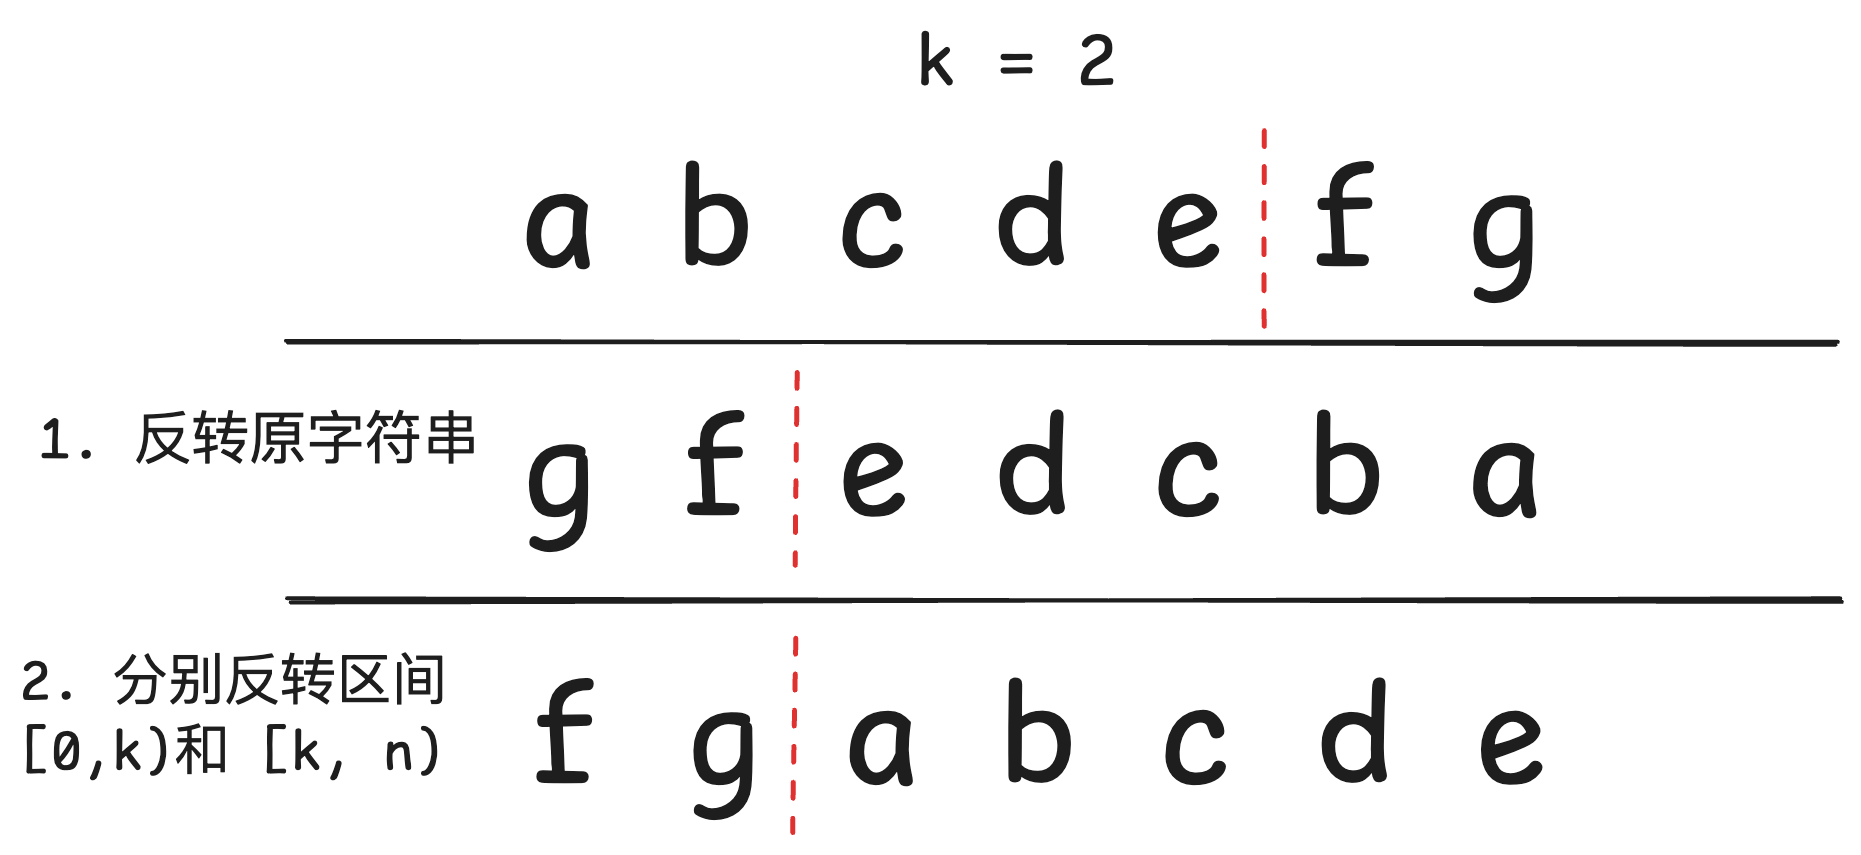 k = 2
a b c d e f g
1. 反转原字符串
g f e d c b a
2. 分别反转区间
[0,k)和 [k, n)
f g a b c d e